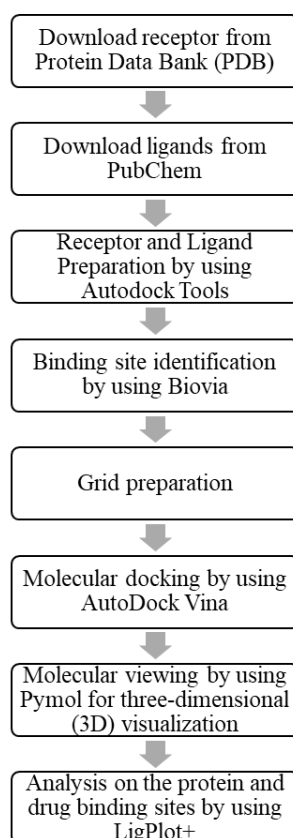 Download receptor from
Protein Data Bank (PDB)
Download ligands from
PubChem
Receptor and Ligand
Preparation by using
Autodock Tools
Binding site identification
by using Biovia
Grid preparation
Molecular docking by using
AutoDock Vina
Molecular viewing by using
Pymol for three-dimensional
(3D) visualization
Analysis on the protein and
drug binding sites by using
LigPlot+